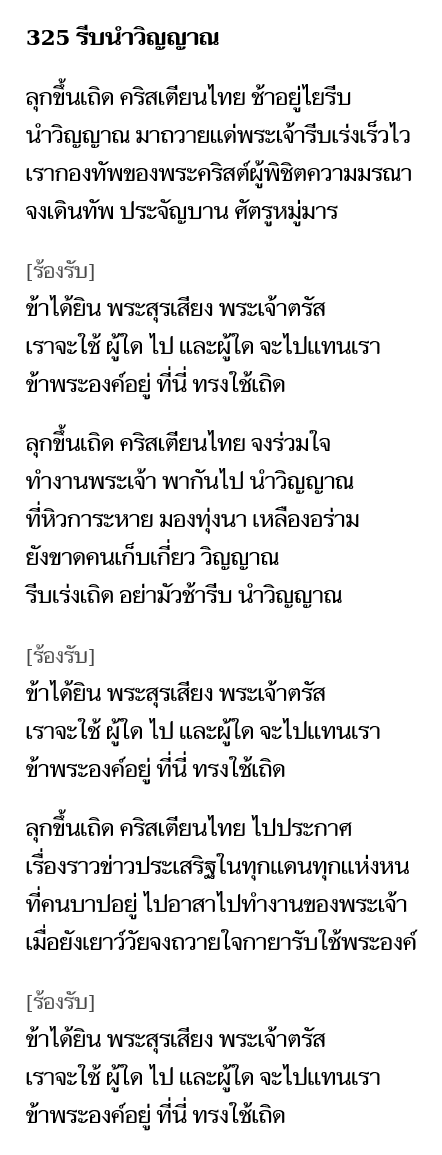 325 รีบนำวิญญาณ
ลุกขึ้นเถิด คริสเตียนไทย ช้าอยู่ไยรีบ
นำวิญญาณ มาถวายแด่พระเจ้ารีบเร่งเร็วไว
เรากองทัพของพระคริสต์ผู้พิชิตความมรณา
จงเดินทัพ ประจัญบาน ศัตรูหมู่มาร
[ร้องรับ]
ข้าได้ยิน พระสุรเสียง พระเจ้าตรัส
เราจะใช้ ผู้ใด ไป และผู้ใด จะไปแทนเรา
ข้าพระองค์อยู่ ที่นี่ ทรงใช้เถิด
ลุกขึ้นเถิด คริสเตียนไทย จงร่วมใจ
ทำงานพระเจ้า พากันไป นำวิญญาณ
ที่หิวการะหาย มองทุ่งนา เหลืองอร่าม
ยังขาดคนเก็บเกี่ยว วิญญาณ
รีบเร่งเถิด อย่ามัวช้ารีบ นำวิญญาณ
[ร้องรับ]
ข้าได้ยิน พระสุรเสียง พระเจ้าตรัส
เราจะใช้ ผู้ใด ไป และผู้ใด จะไปแทนเรา
ข้าพระองค์อยู่ ที่นี่ ทรงใช้เถิด
ลุกขึ้นเถิด คริสเตียนไทย ไปประกาศ
เรื่องราวข่าวประเสริฐในทุกแดนทุกแห่งหน
ที่คนบาปอยู่ ไปอาสาไปทำงานของพระเจ้า
เมื่อยังเยาว์วัยจงถวายใจกายารับใช้พระองค์
[ร้องรับ]
ข้าได้ยิน พระสุรเสียง พระเจ้าตรัส
เราจะใช้ ผู้ใด ไป และผู้ใด จะไปแทนเรา
ข้าพระองค์อยู่ ที่นี่ ทรงใช้เถิด